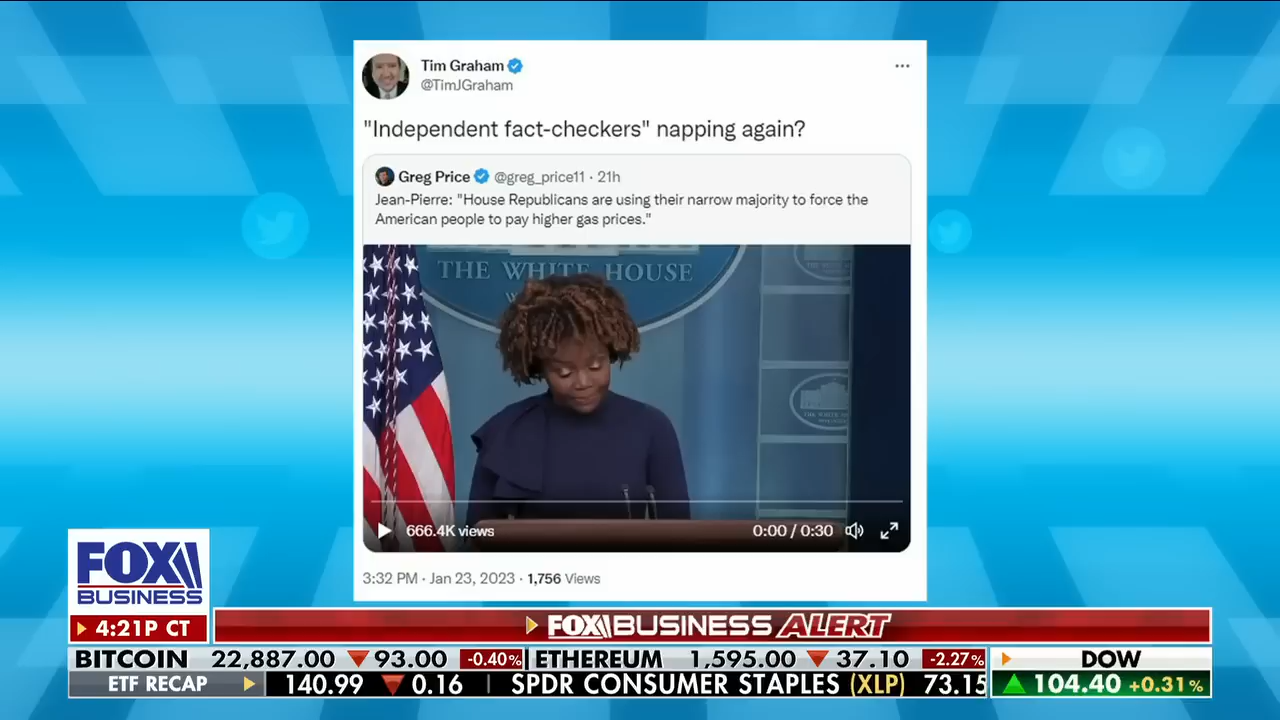 Tim Graham
@TimJGraham
"Independent fact-checkers" napping again?
Greg Price @greg_price11 · 21h
Jean-Pierre: "House Republicans are using their narrow majority to force the
American people to pay higher gas prices."
THE WHITE HOUSE
666.4K views
0:00 / 0:30
3:32 PM · Jan 23, 2023 · 1,756 Views
FOX
BUSINESS
4:21P CT
FOX BUSINESS ALERT
BITCOIN 22,887.00 93.00 -0.40% ETHEREUM 1,595.00 37.10 -2.27%
DOW
ETF RECAP 140.99 0.16 | SPDR CONSUMER STAPLES (XLP) 73.15
104.40 +0.31%